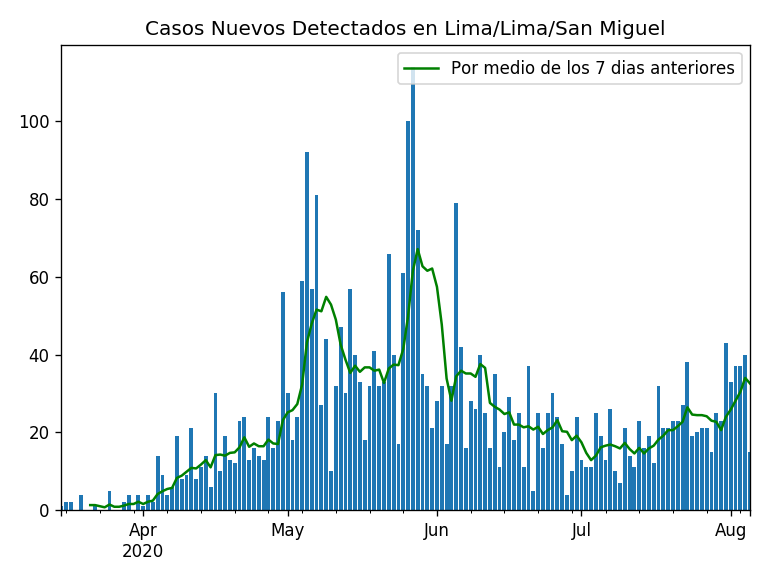 Casos Nuevos Detectados en Lima/Lima/San Miguel
Por medio de los 7 dias anteriores
100
80
60
40
20
0
Apr
2020
May
Jun
Jul
Aug